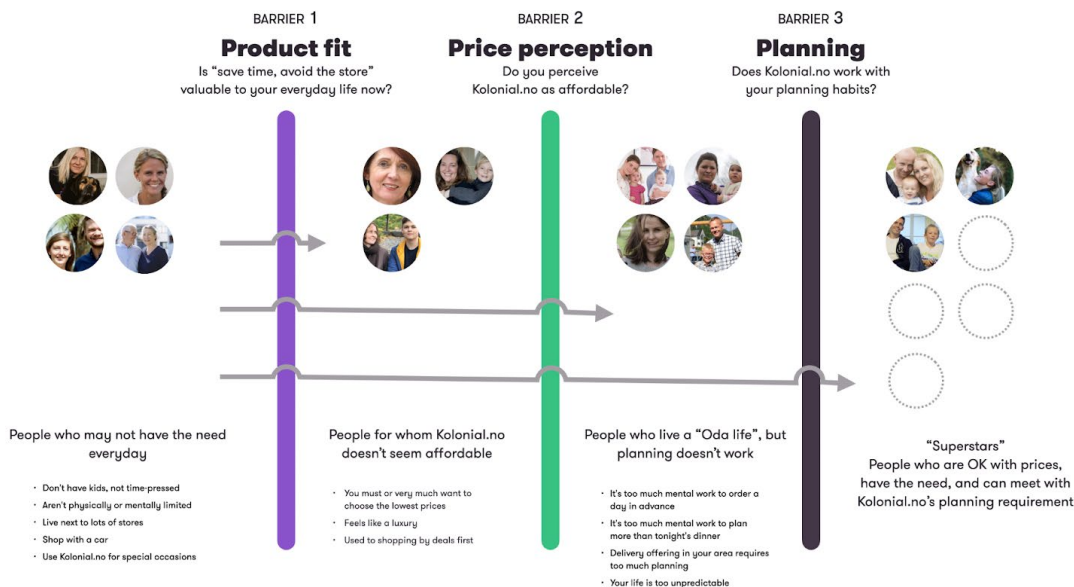 BARRIER 1
Product fit
Is “save time, avoid the store”
valuable to your everyday life now?
BARRIER 2
Price perception
Do you perceive
Kolonial.no as affordable?
BARRIER 3
Planning
Does Kolonial.no work with
your planning habits?
People who may not have the need
everyday
· Don't have kids, not time-pressed
· Aren't physically or mentally limited
· Live next to lots of stores
· Shop with a car
· Use Kolonial.no for special occasions
People for whom Kolonial.no
doesn't seem affordable
· You must or very much want to
choose the lowest prices
· Feels like a luxury
· Used to shopping by deals first
People who live a “Oda life”, but
planning doesn't work
· It's too much mental work to order a
day in advance
· It's too much mental work to plan
more than tonight's dinner
· Delivery offering in your area requires
too much planning
· Your life is too unpredictable
“Superstars”
People who are OK with prices,
have the need, and can meet with
Kolonial.no's planning requirement